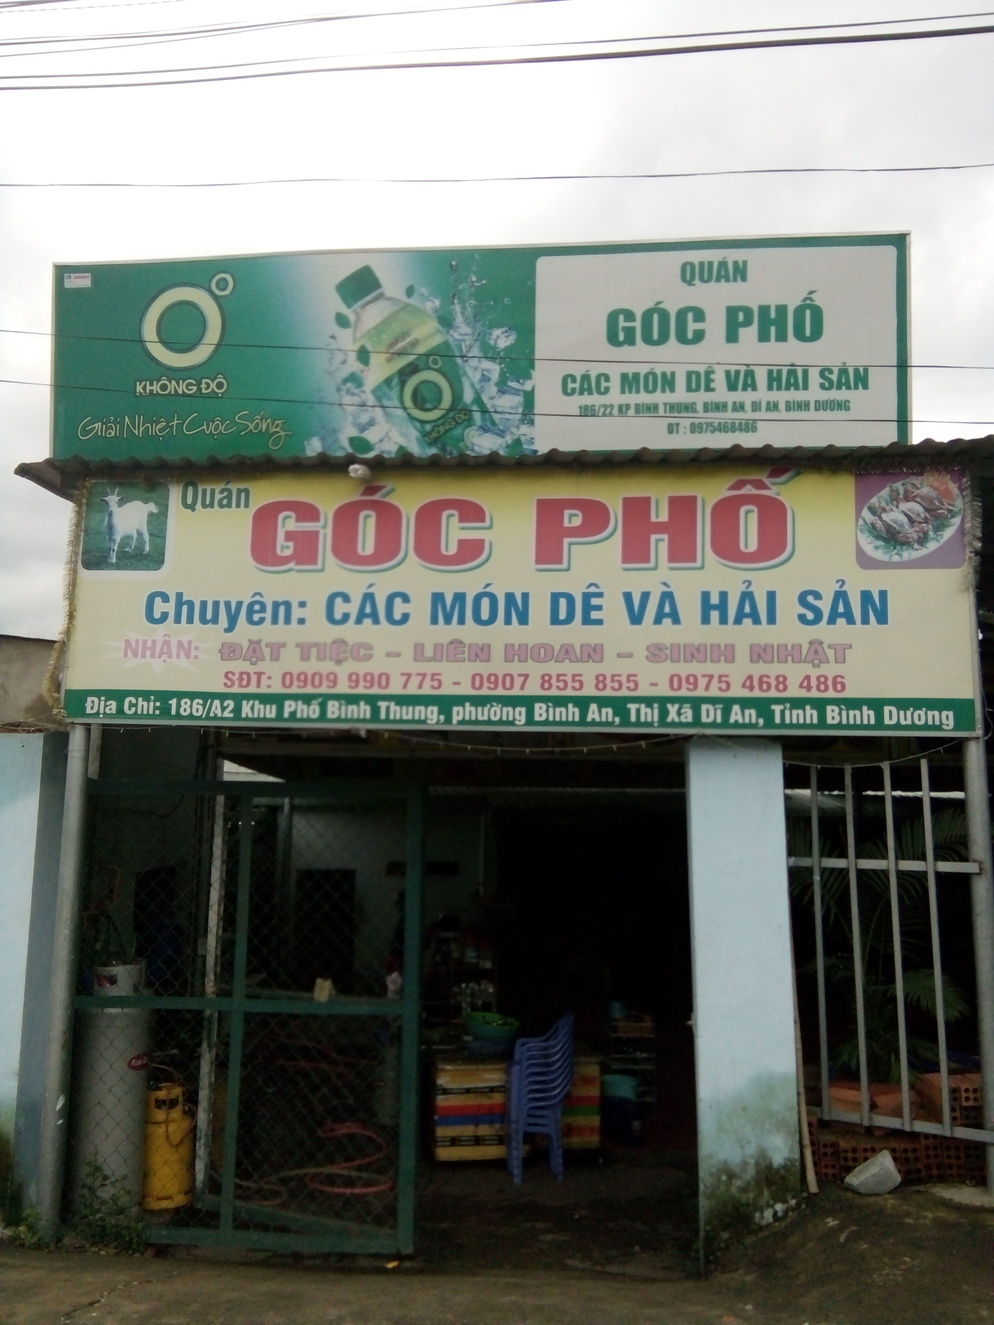 KHÔNG ĐỘ
Giải Nhiệt Cuộc Sống
KHÔNG ĐỘ
QUÁN
GÓC PHỐ
CÁC MÓN DÊ VÀ HẢI SẢN
186/22 KP BÌNH THUNG, BÌNH AN, DĨ AN, BÌNH DƯƠNG
ĐT : 0975468486
Quán
GÓC PHỐ
Chuyên: CÁC MÓN DÊ VÀ HẢI SẢN
NHẬN: ĐẶT TIỆC - LIÊN HOAN - SINH NHẬT
SĐT: 0909 990 775 - 0907 855 855 - 0975 468 486
Địa Chỉ: 186/A2 Khu Phố Bình Thung, phường Bình An, Thị Xã Dĩ An, Tỉnh Bình Dương